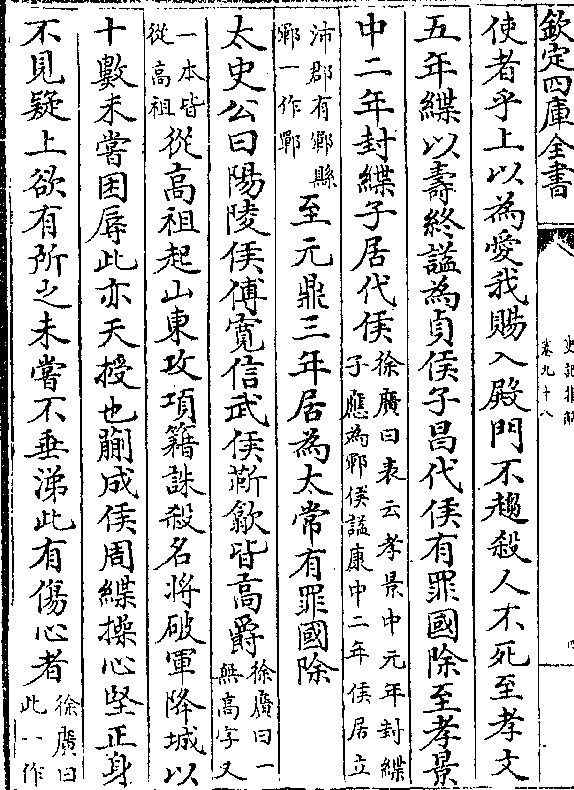 欽定四庫全書
史記集解
卷九十八
使者乎上以為愛我賜入殿門不趨殺人不死至孝文
五年緤以壽終諡為貞侯子昌代侯有罪國除至孝景
中二年封緤子居代侯
徐廣曰表云孝景中元年封緤
子應為鄲侯諡康中二年侯居立
沛郡有鄲縣
鄲一作鄆
至元鼎三年居為太常有罪國除
太史公曰陽陵侯傅寛信武侯靳歙皆高爵
徐廣曰一
無高字又
一本皆
從高祖
從高祖起山東攻項籍誅殺名將破軍降城以
十數未嘗困辱此亦天授也蒯成侯周緤操心堅正身
不見疑上欲有所之未嘗不垂涕此有傷心者
徐廣曰
此一作